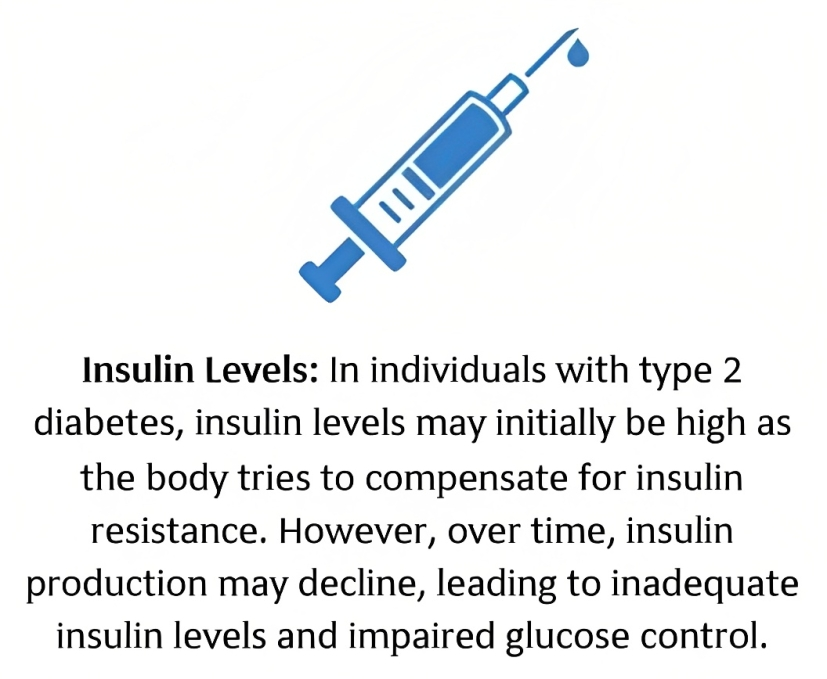 Insulin Levels: In individuals with type 2
diabetes, insulin levels may initially be high as
the body tries to compensate for insulin
resistance. However, over time, insulin
production may decline, leading to inadequate
insulin levels and impaired glucose control.